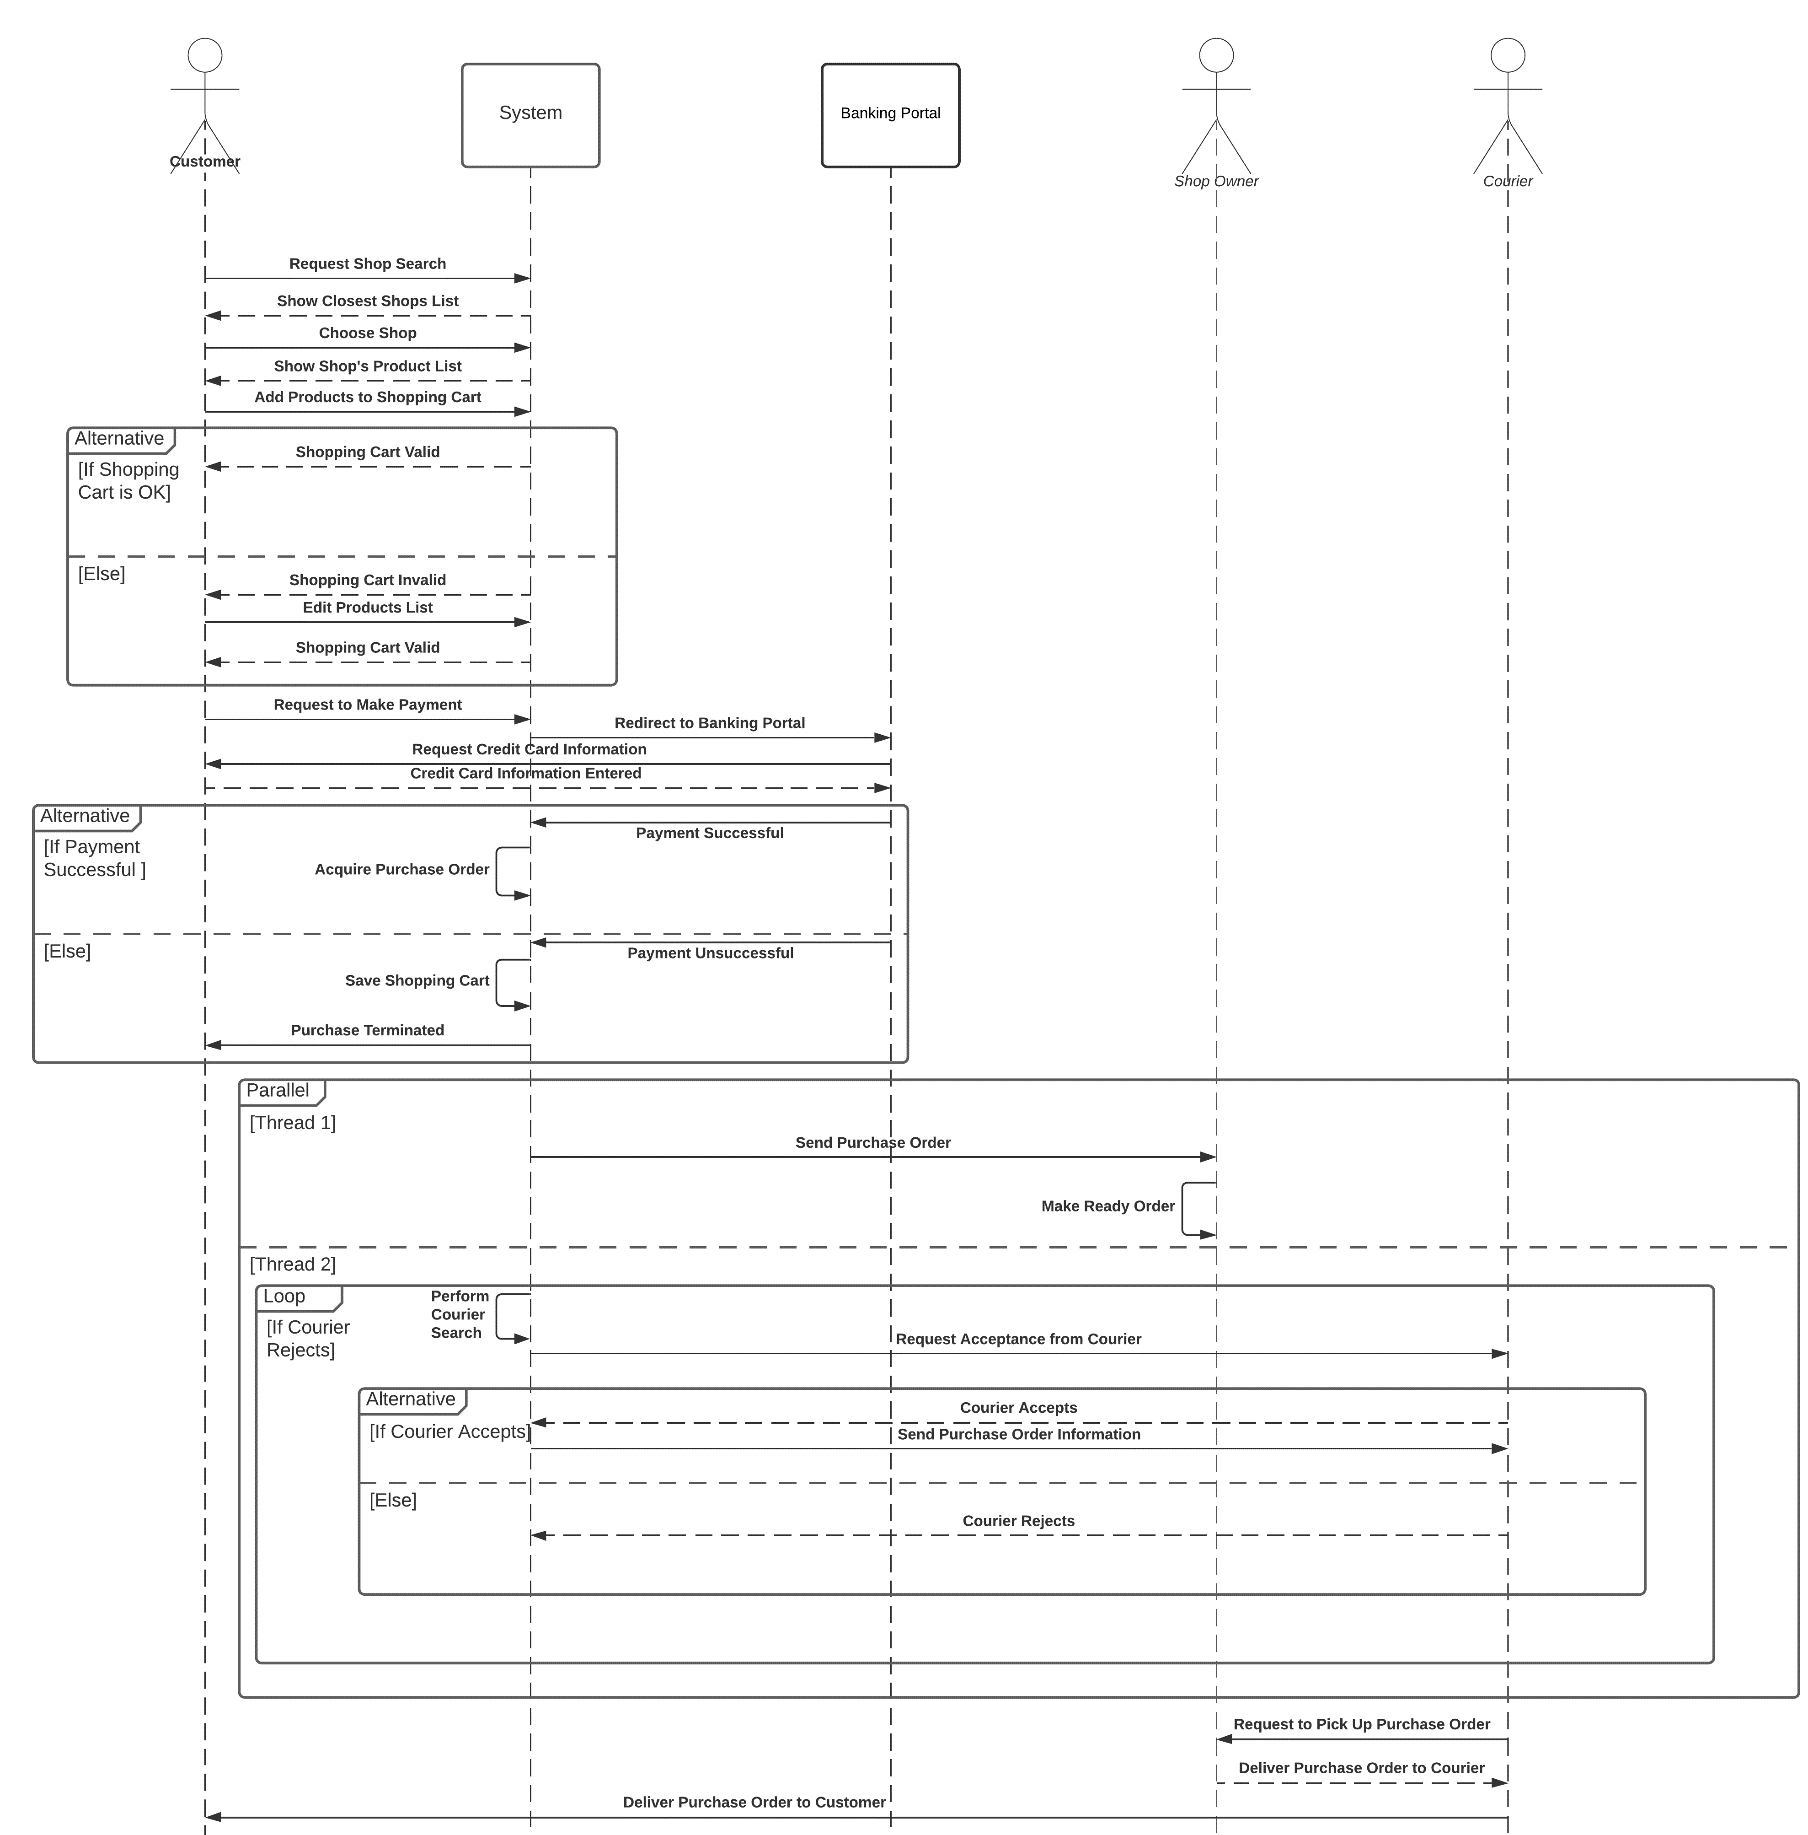 System
Banking Portal
Customer
Shop Owner
Courier
Request Shop Search
Show Closest Shops List
Choose Shop
Show Shop's Product List
Add Products to Shopping Cart
Alternative
[If Shopping
Cart is OK]
Shopping Cart Valid
[Else]
Shopping Cart Invalid
Edit Products List
Shopping Cart Valid
Request to Make Payment
Redirect to Banking Portal
Request Credit Card Information
Credit Card Information Entered
Alternative
[If Payment
Successful ]
Payment Successful
Acquire Purchase Order
[Else]
Payment Unsuccessful
Save Shopping Cart
Purchase Terminated
Parallel
[Thread 1]
Send Purchase Order
Make Ready Order
[Thread 2]
Loop
[If Courier
Rejects]
Perform
Courier
Search
Request Acceptance from Courier
Alternative
[If Courier Accepts]
Courier Accepts
Send Purchase Order Information
[Else]
Courier Rejects
Request to Pick Up Purchase Order
Deliver Purchase Order to Courier
Deliver Purchase Order to Customer